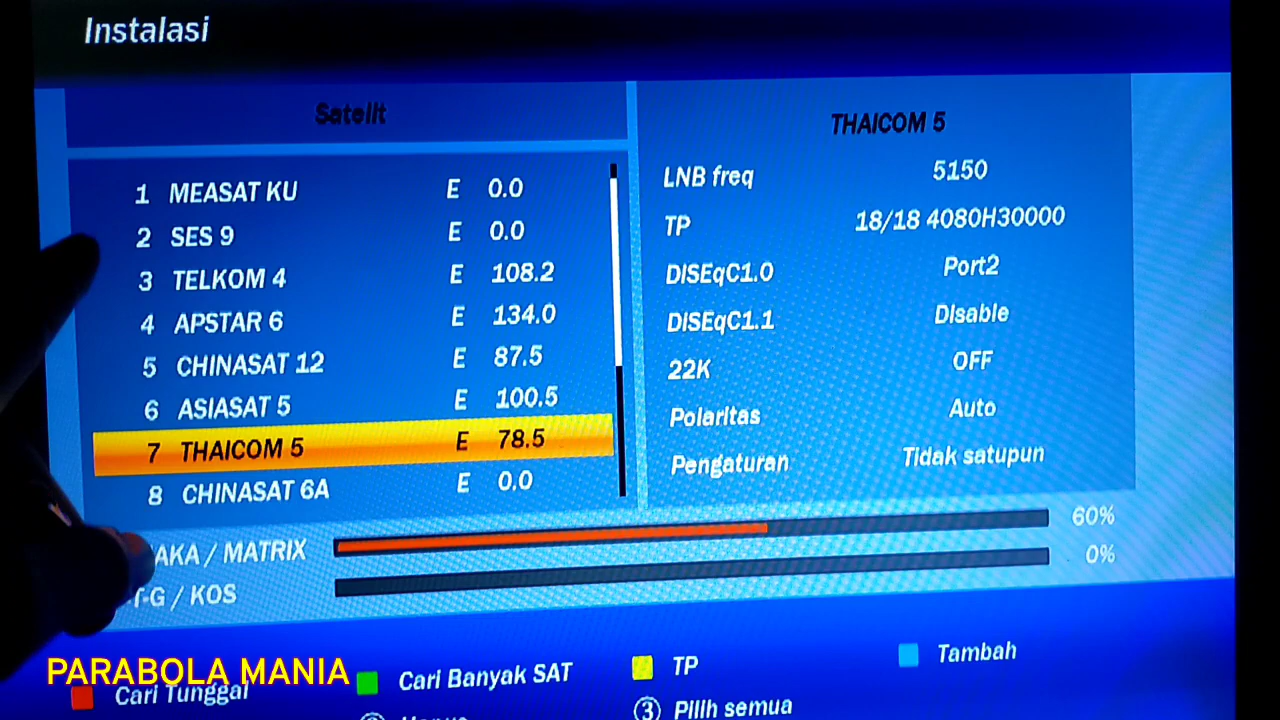 Instalasi
Satelit
1 MEASAT KU E 0.0
2 SES 9 E 0.0
3 TELKOM 4 E 108.2
4 APSTAR 6 E 134.0
5 CHINASAT 12 E 87.5
6 ASIASAT 5 E 100.5
7 THAICOM 5 E 78.5
8 CHINASAT 6A E 0.0
THAICOM 5
LNB freq 5150
TP 18/18 4080H30000
DISEqC1.0 Port2
DISEqC1.1 Disable
22K OFF
Polaritas Auto
Pengaturan Tidak satupun
AKA / MATRIX 60%
T-G / KOS 0%
PARABOLA MANIA
Cari Tunggal
Cari Banyak SAT
TP
Tambah
3 Pilih semua